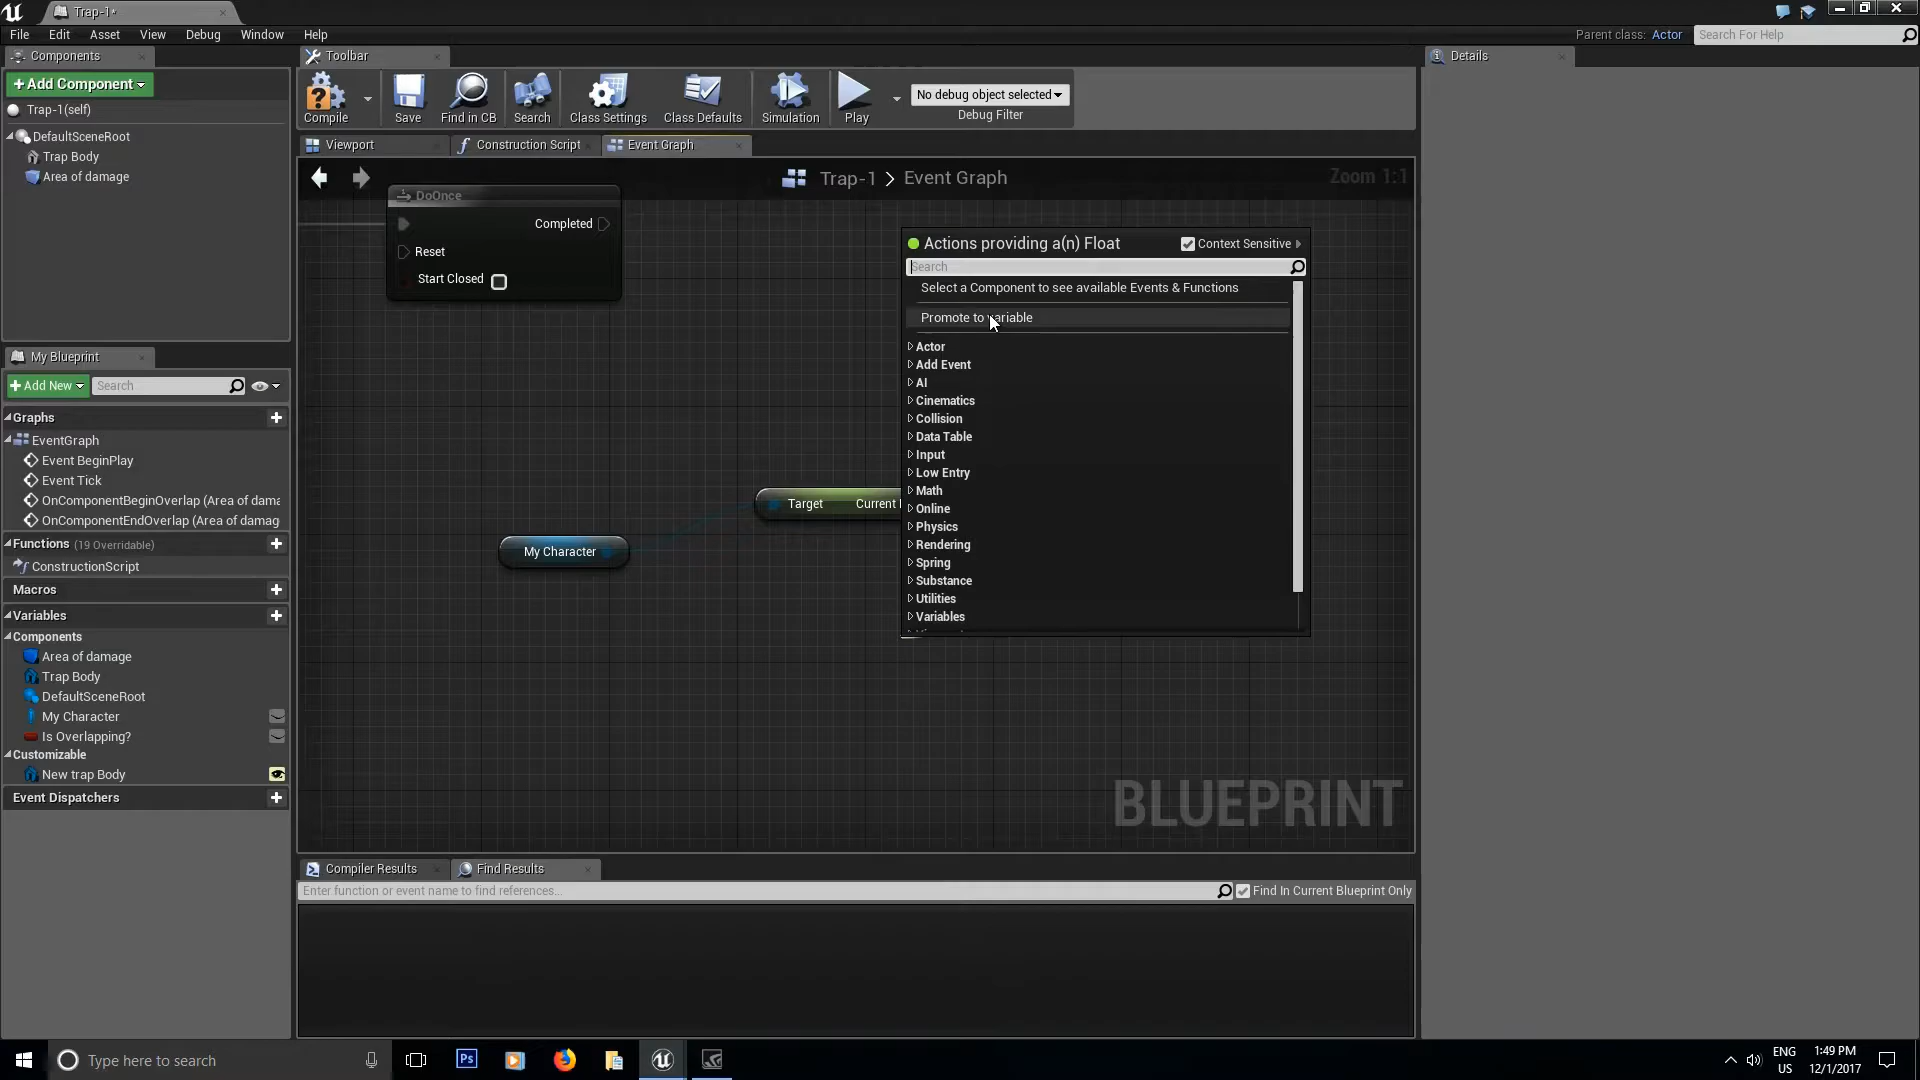 Trap-1*
File Edit Asset View Debug Window Help
Parent class: Actor
Search For Help
Components
Toolbar
Details
+Add Component
Trap-1(self)
DefaultSceneRoot
Trap Body
Area of damage
Compile
Save
Find in CB
Search
Class Settings
Class Defaults
Simulation
Play
No debug object selected
Debug Filter
Viewport
Construction Script
Event Graph
Trap-1 > Event Graph
Zoom 1:1
DoOnce
Completed
Reset
Start Closed
Actions providing a(n) Float
Context Sensitive
Search
Select a Component to see available Events & Functions
Promote to variable
Actor
Add Event
AI
Cinematics
Collision
Data Table
Input
Low Entry
Math
Online
Physics
Rendering
Spring
Substance
Utilities
Variables
Target
Current
My Character
BLUEPRINT
My Blueprint
+Add New
Search
Graphs
EventGraph
Event BeginPlay
Event Tick
OnComponentBeginOverlap (Area of dama
OnComponentEndOverlap (Area of damag
Functions (19 Overridable)
ConstructionScript
Macros
Variables
Components
Area of damage
Trap Body
DefaultSceneRoot
My Character
Is Overlapping?
Customizable
New trap Body
Event Dispatchers
Compiler Results
Find Results
Enter function or event name to find references...
Find In Current Blueprint Only
Type here to search
Ps
ENG
US
1:49 PM
12/1/2017